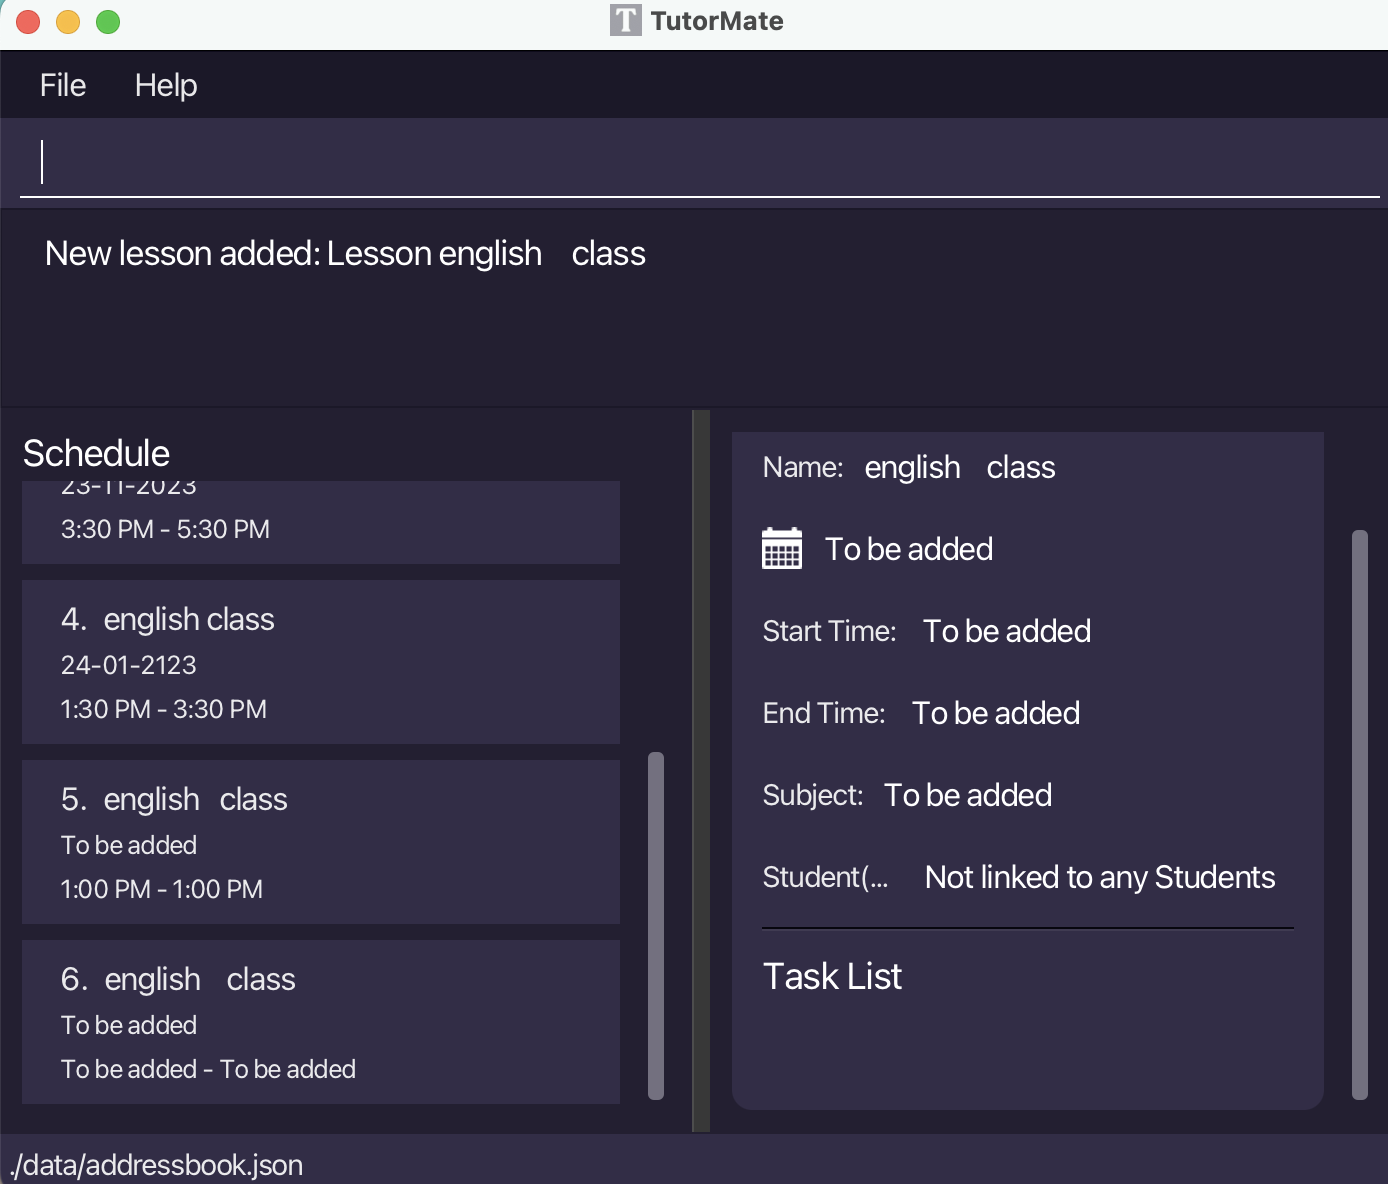 T TutorMate
File Help
New lesson added: Lesson english    class
Schedule
23-11-2023
3:30 PM - 5:30 PM
4. english class
24-01-2123
1:30 PM - 3:30 PM
5. english   class
To be added
1:00 PM - 1:00 PM
6. english    class
To be added
To be added - To be added
Name: english    class
To be added
Start Time: To be added
End Time: To be added
Subject: To be added
Student(... Not linked to any Students
Task List
./data/addressbook.json